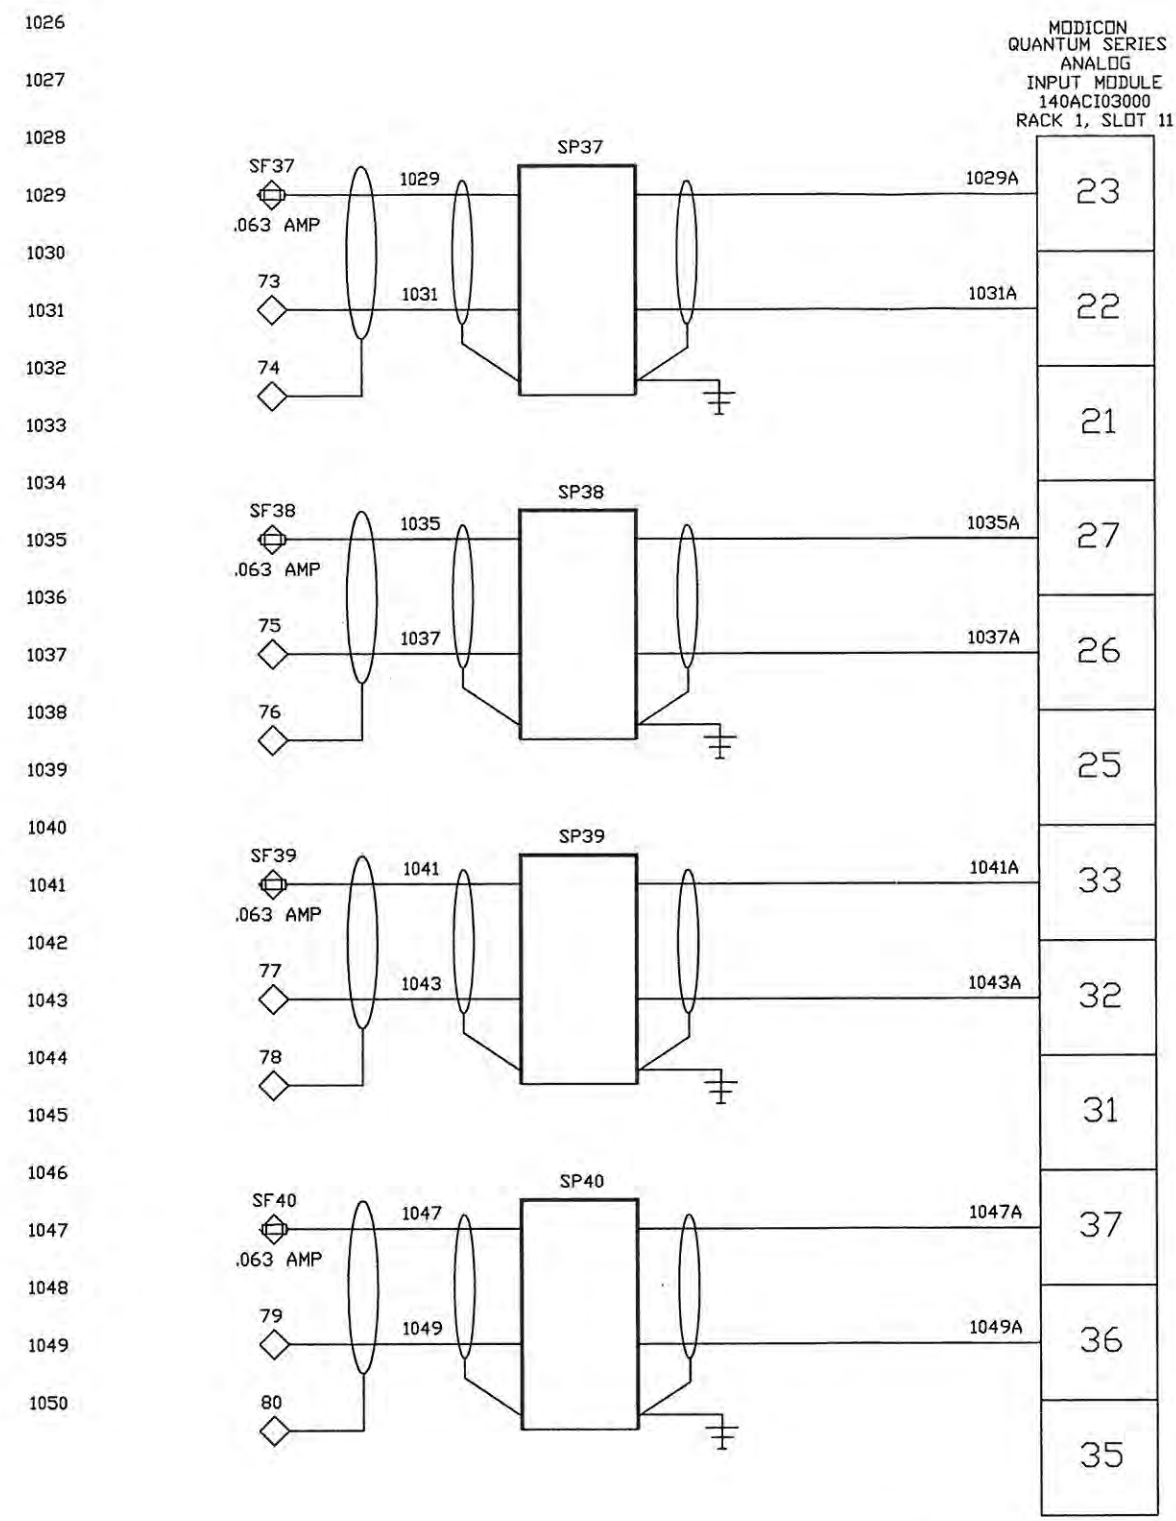 1026
MODICON
QUANTUM SERIES
ANALOG
INPUT MODULE
140ACI03000
RACK 1, SLOT 11
1027
1028
SP37
SF37
1029
1029
1029A
23
.063 AMP
1030
73
1031
1031
1031A
22
1032
74
1033
21
1034
SP38
SF38
1035
1035
1035A
27
.063 AMP
1036
75
1037
1037
1037A
26
1038
76
1039
25
1040
SP39
SF39
1041
1041
1041A
33
.063 AMP
1042
77
1043
1043
1043A
32
1044
78
1045
31
1046
SP40
SF40
1047
1047
1047A
37
.063 AMP
1048
79
1049
1049
1049A
36
1050
80
35